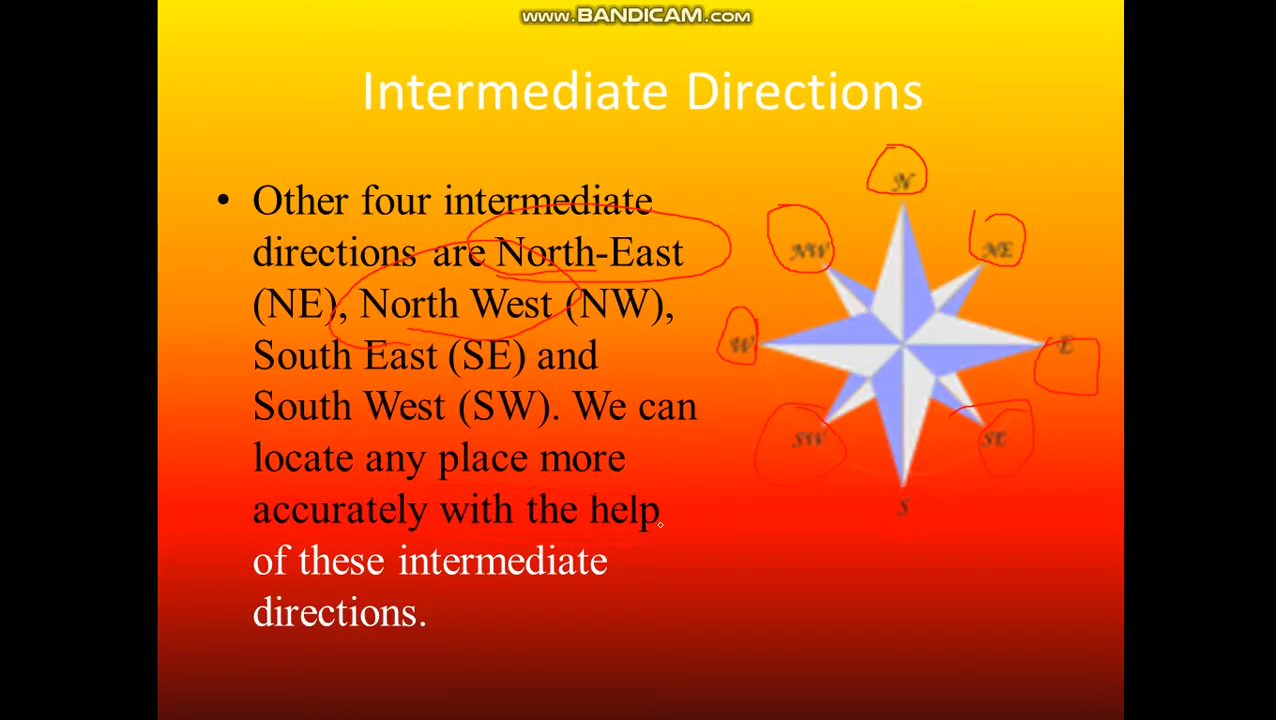 www.BANDICAM.com
Intermediate Directions
• Other four intermediate
directions are North-East
(NE), North West (NW),
South East (SE) and
South West (SW). We can
locate any place more
accurately with the help
of these intermediate
directions.
N
NW
NE
W
E
SW
SE
S